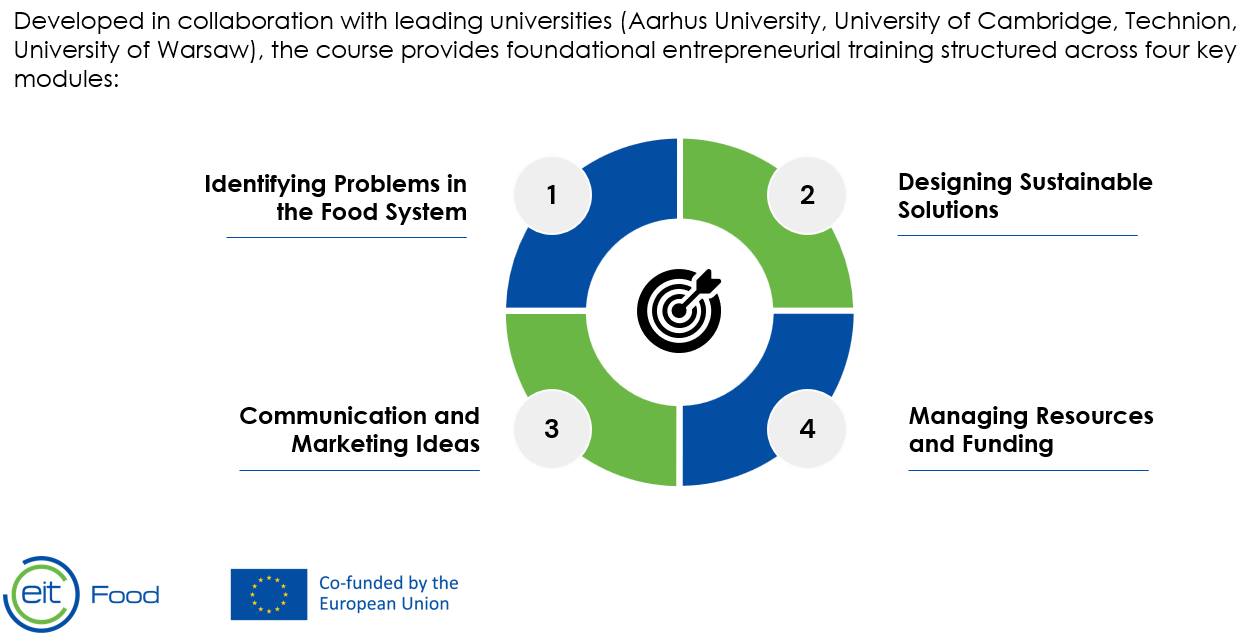 Developed in collaboration with leading universities (Aarhus University, University of Cambridge, Technion,
University of Warsaw), the course provides foundational entrepreneurial training structured across four key
modules:
Identifying Problems in
the Food System
1
2
Designing Sustainable
Solutions
Communication and
Marketing Ideas
3
4
Managing Resources
and Funding
eit Food
Co-funded by the
European Union